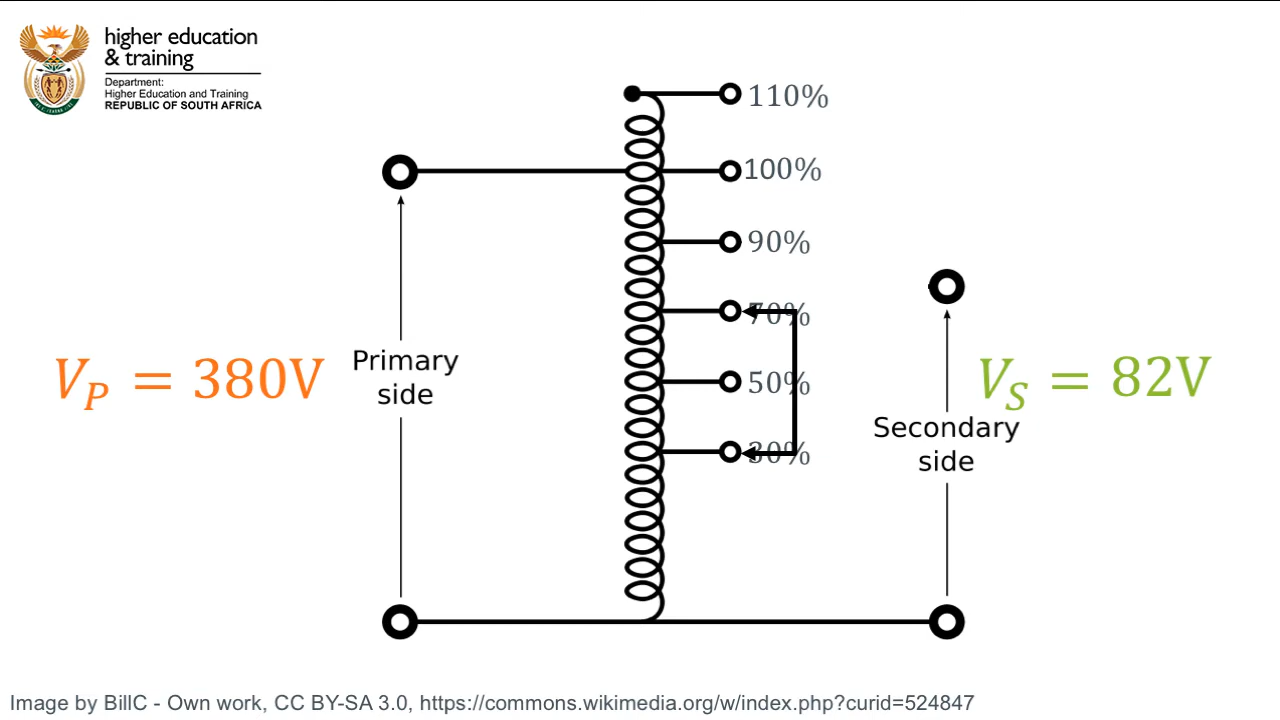 higher education
& training
Department:
Higher Education and Training
REPUBLIC OF SOUTH AFRICA
110%
100%
90%
70%
50%
30%
Primary
side
V_P = 380V
V_S = 82V
Secondary
side
Image by BillC - Own work, CC BY-SA 3.0, https://commons.wikimedia.org/w/index.php?curid=524847